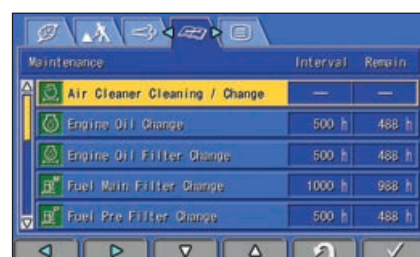 Maintenance Interval Remain
Air Cleaner Cleaning / Change — —
Engine Oil Change 500 h 488 h
Engine Oil Filter Change 500 h 488 h
Fuel Main Filter Change 1000 h 988 h
Fuel Pre Filter Change 500 h 488 h